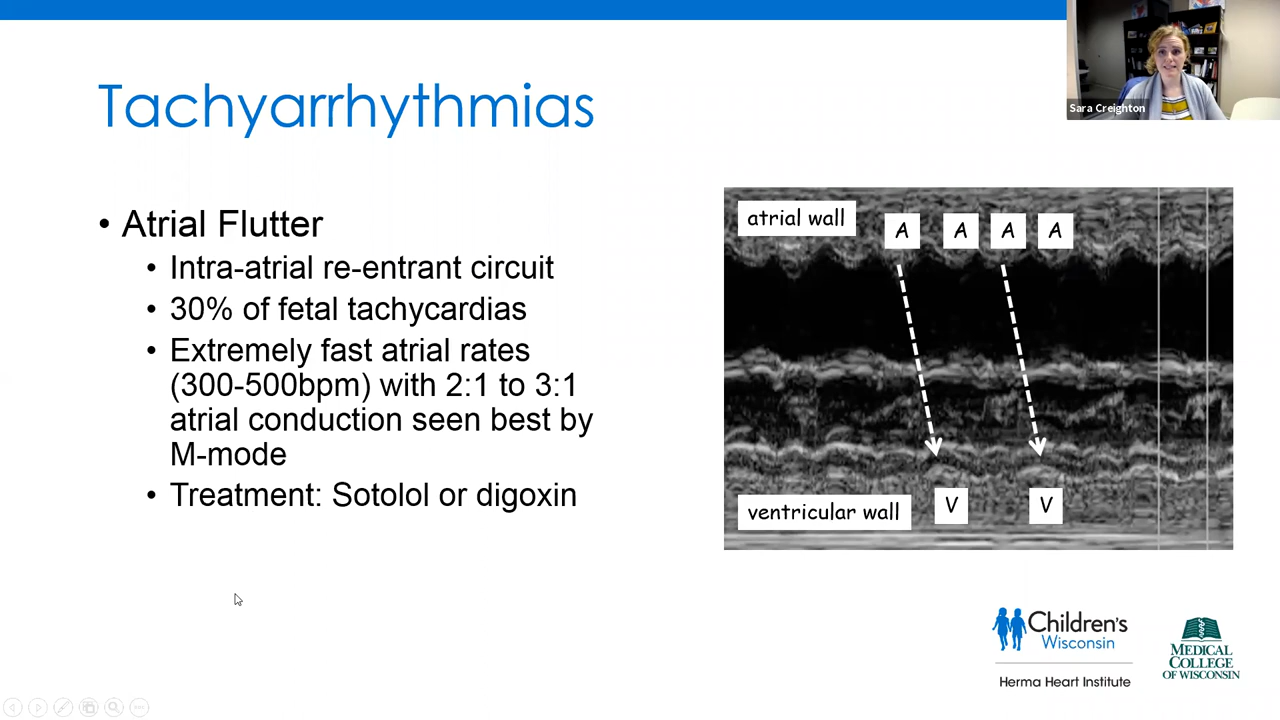 Sara Creighton
Tachyarrhythmias
• Atrial Flutter
• Intra-atrial re-entrant circuit
• 30% of fetal tachycardias
• Extremely fast atrial rates
(300-500bpm) with 2:1 to 3:1
atrial conduction seen best by
M-mode
• Treatment: Sotolol or digoxin
atrial wall
A A A A
ventricular wall
V V
Children's
Wisconsin
Herma Heart Institute
MEDICAL
COLLEGE
OF WISCONSIN